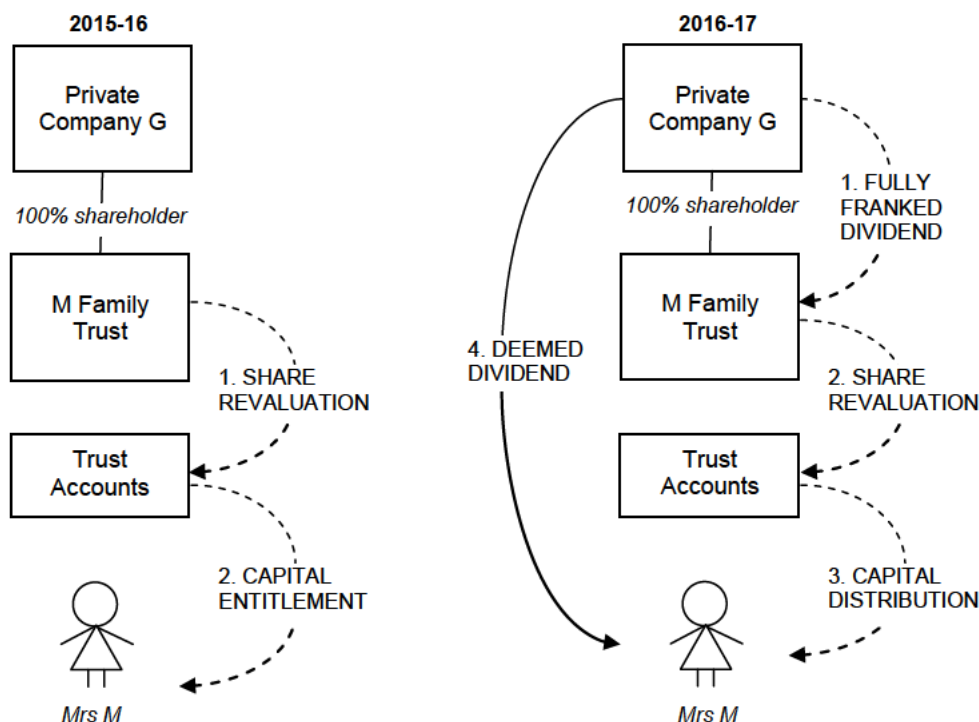 2015-16
Private
Company G
100% shareholder
M Family
Trust
1. SHARE
REVALUATION
Trust
Accounts
2. CAPITAL
ENTITLEMENT
Mrs M
2016-17
Private
Company G
1. FULLY
FRANKED
DIVIDEND
100% shareholder
M Family
Trust
4. DEEMED
DIVIDEND
2. SHARE
REVALUATION
Trust
Accounts
3. CAPITAL
DISTRIBUTION
Mrs M